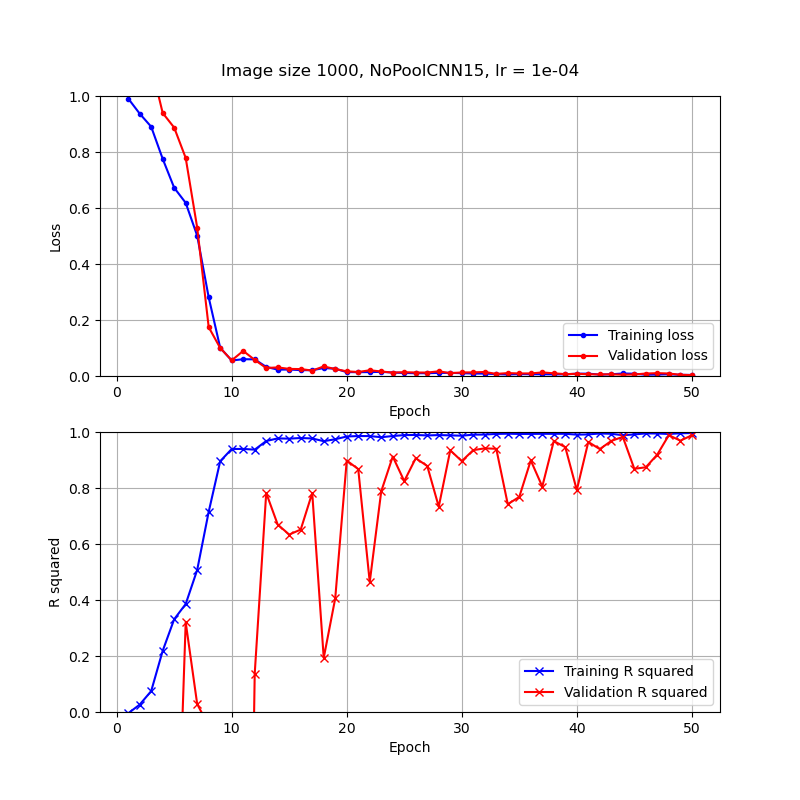 Image size 1000, NoPoolCNN15, lr = 1e-04
1.0
0.8
0.6
0.4
0.2
0.0
Loss
Training loss
Validation loss
0 10 20 30 40 50
Epoch
1.0
0.8
0.6
0.4
0.2
0.0
R squared
Training R squared
Validation R squared
0 10 20 30 40 50
Epoch